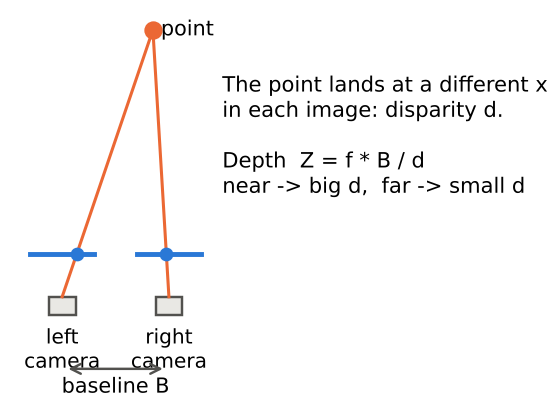 point
The point lands at a different x
in each image: disparity d.
Depth  Z = f * B / d
near -> big d,  far -> small d
left
camera
right
camera
baseline B